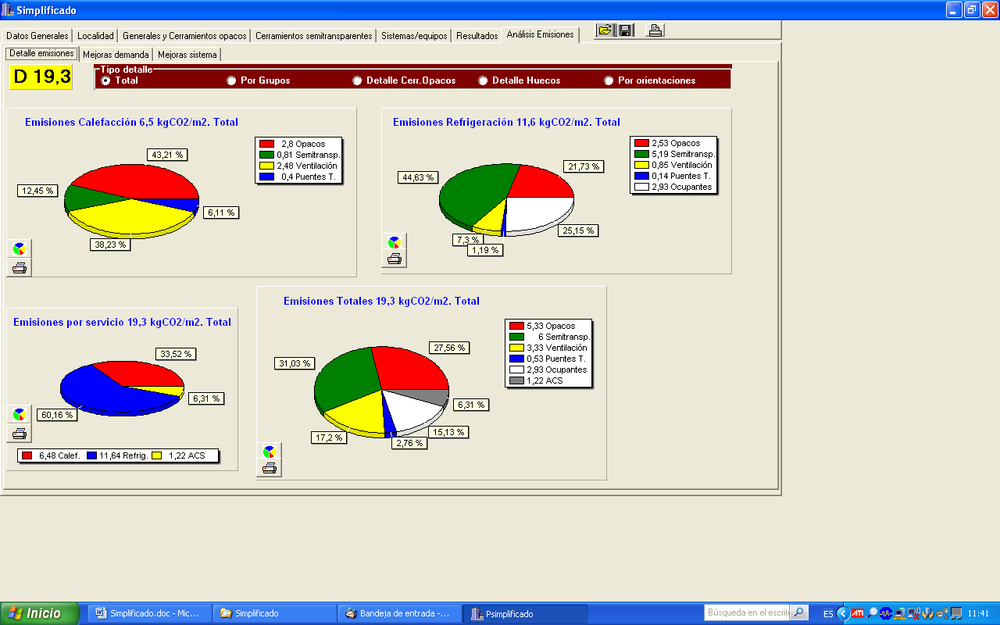 Simplificado
Datos Generales
Localidad
Generales y Cerramientos opacos
Cerramientos semitransparentes
Sistemas/equipos
Resultados
Análisis Emisiones
Detalle emisiones
Mejoras demanda
Mejoras sistema
D 19,3
Tipo detalle
Total
Por Grupos
Detalle Cerr.Opacos
Detalle Huecos
Por orientaciones
Emisiones Calefacción 6,5 kgCO2/m2. Total
43,21 %
12,45 %
6,11 %
38,23 %
2,8 Opacos
0,81 Semitransp.
2,48 Ventilación
0,4 Puentes T.
Emisiones Refrigeración 11,6 kgCO2/m2. Total
21,73 %
44,63 %
25,15 %
7,3 %
1,19 %
2,53 Opacos
5,19 Semitransp.
0,85 Ventilación
0,14 Puentes T.
2,93 Ocupantes
Emisiones por servicio 19,3 kgCO2/m2. Total
33,52 %
6,31 %
60,16 %
6,48 Calef.
11,64 Refrig.
1,22 ACS
Emisiones Totales 19,3 kgCO2/m2. Total
27,56 %
31,03 %
6,31 %
15,13 %
17,2 %
2,76 %
5,33 Opacos
6 Semitransp.
3,33 Ventilación
0,53 Puentes T.
2,93 Ocupantes
1,22 ACS
Inicio
Simplificado.doc - Mic...
Simplificado
Bandeja de entrada -...
Psimplificado
Búsqueda en el escrit
ES
ATI
11:41